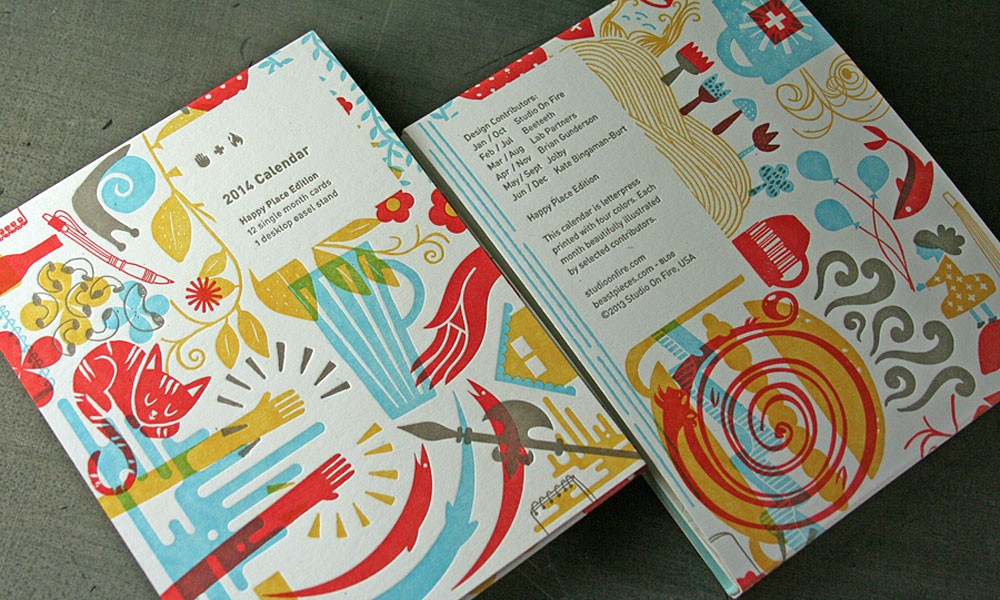 2014 Calendar
Happy Place Edition
12 single month cards
1 desktop easel stand
Design Contributors:
Jan / Oct Studio On Fire
Feb / Jul Beeteeth
Mar / Aug Lab Partners
Apr / Nov Brian Gunderson
May / Sept Jolby
Jun / Dec Kate Bingaman-Burt
Happy Place Edition
This calendar is letterpress
printed with four colors. Each
month beautifully illustrated
by selected contributors.
studioonfire.com
beastpieces.com - BLOG
©2013 Studio On Fire, USA